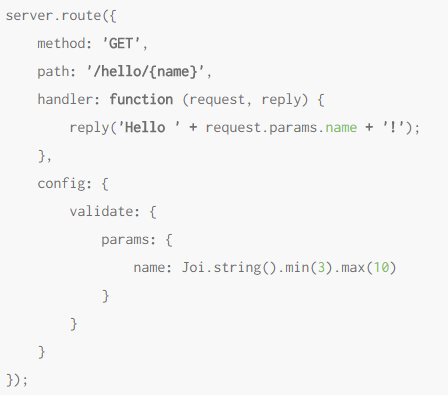 server.route({
    method: 'GET',
    path: '/hello/{name}',
    handler: function (request, reply) {
        reply('Hello ' + request.params.name + '!');
    },
    config: {
        validate: {
            params: {
                name: Joi.string().min(3).max(10)
            }
        }
    }
});